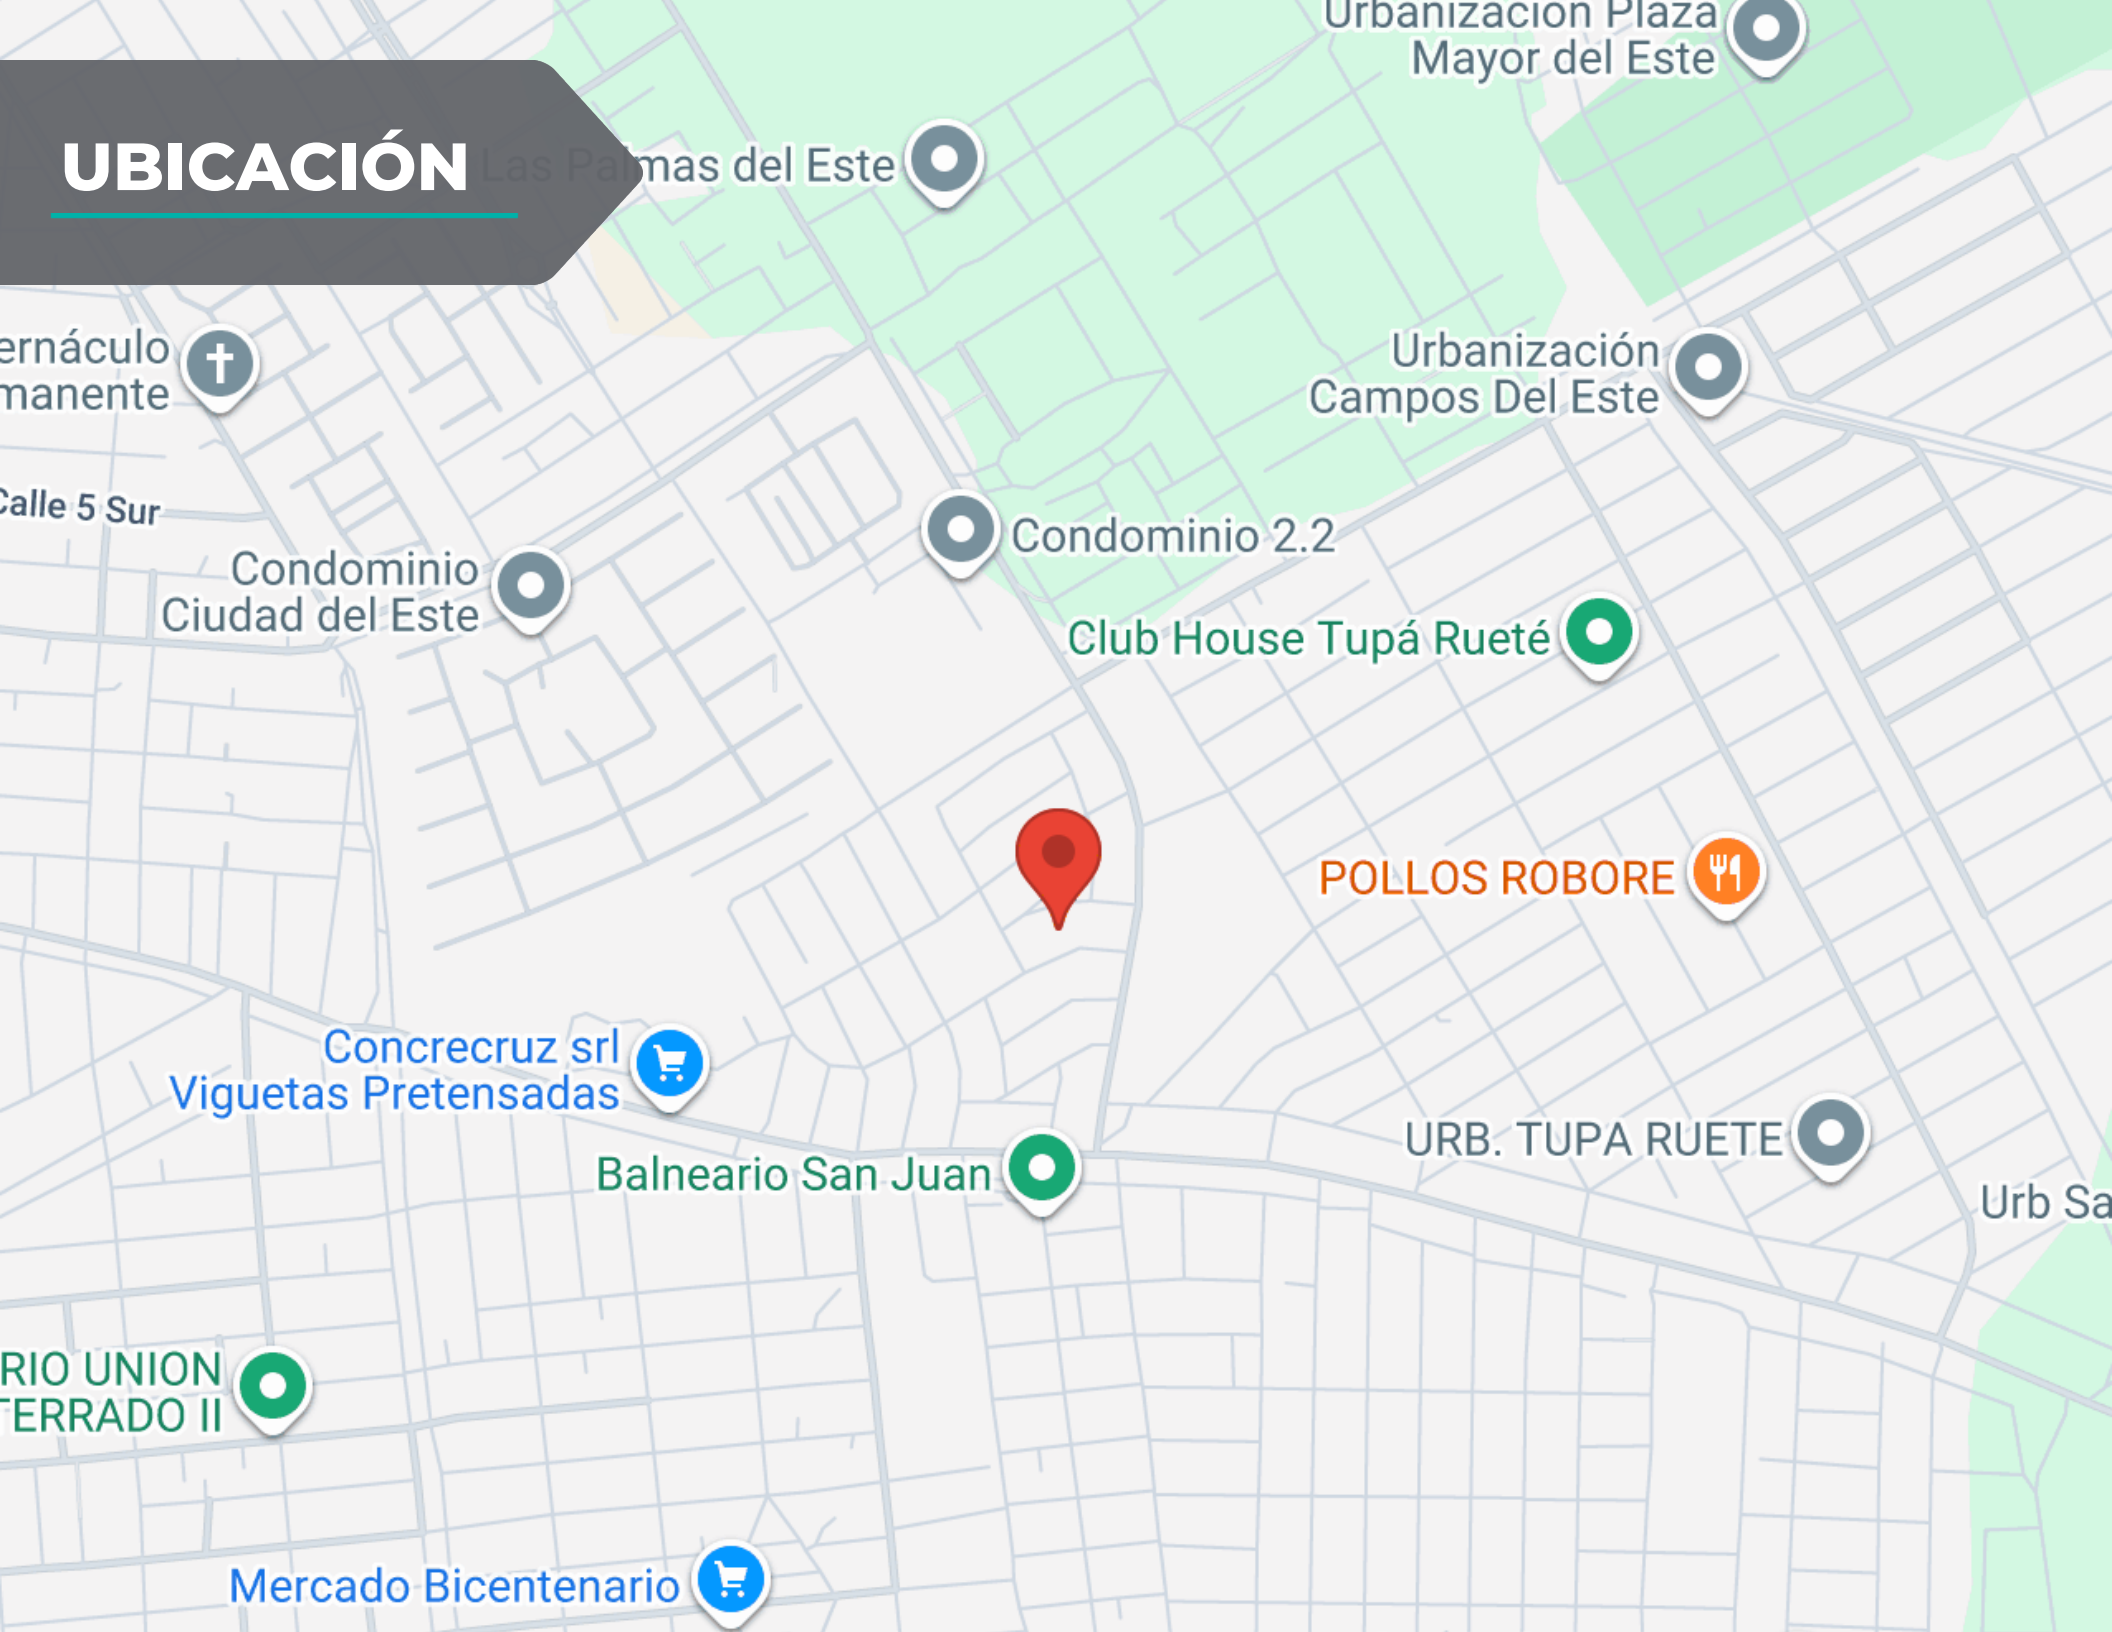 Urbanización Plaza
Mayor del Este
UBICACIÓN
Las Palmas del Este
ernáculo
manente
Urbanización
Campos Del Este
Calle 5 Sur
Condominio 2.2
Condominio
Ciudad del Este
Club House Tupá Rueté
POLLOS ROBORE
Concrecruz srl
Viguetas Pretensadas
URB. TUPA RUETE
Balneario San Juan
Urb Sa
RIO UNION
TERRADO II
Mercado Bicentenario